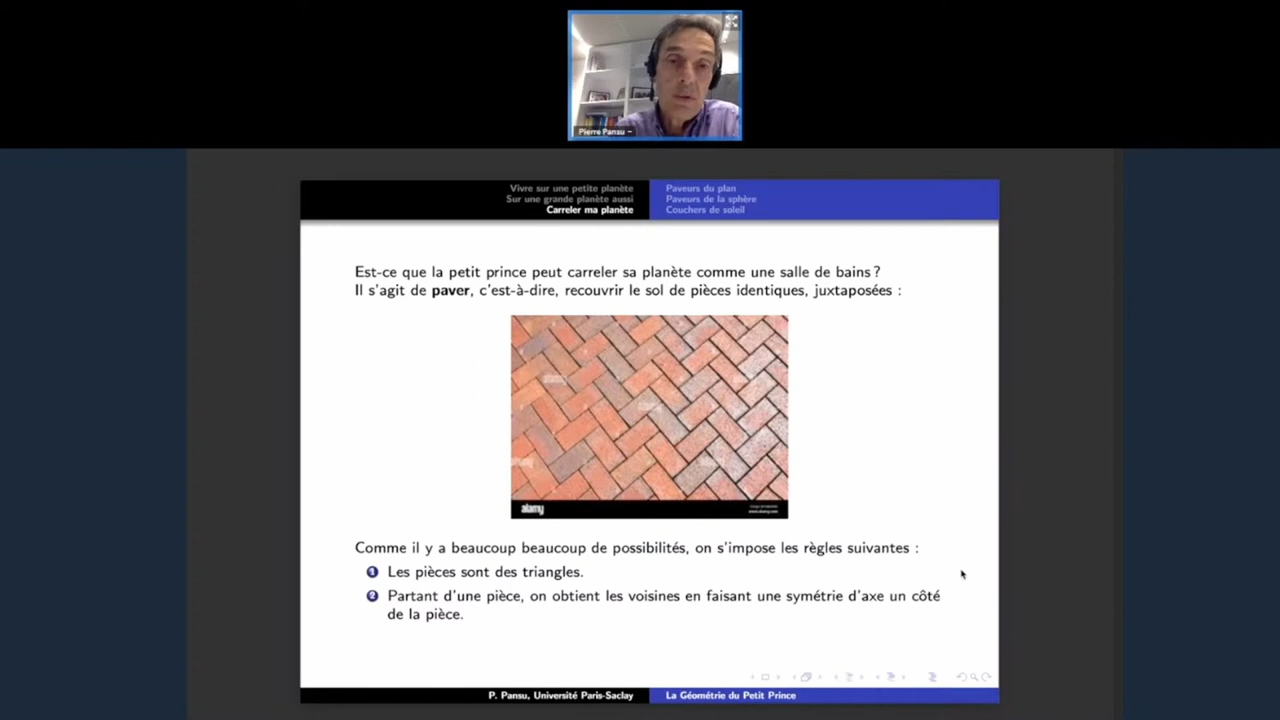 Pierre Pansu
Vivre sur une petite planète
Sur une grande planète aussi
Carreler ma planète
Paveurs du plan
Paveurs de la sphère
Couchers de soleil
Est-ce que la petit prince peut carreler sa planète comme une salle de bains ?
Il s'agit de paver, c'est-à-dire, recouvrir le sol de pièces identiques, juxtaposées :
alamy
Comme il y a beaucoup beaucoup de possibilités, on s'impose les règles suivantes :
1 Les pièces sont des triangles.
2 Partant d'une pièce, on obtient les voisines en faisant une symétrie d'axe un côté
de la pièce.
P. Pansu, Université Paris-Saclay
La Géométrie du Petit Prince